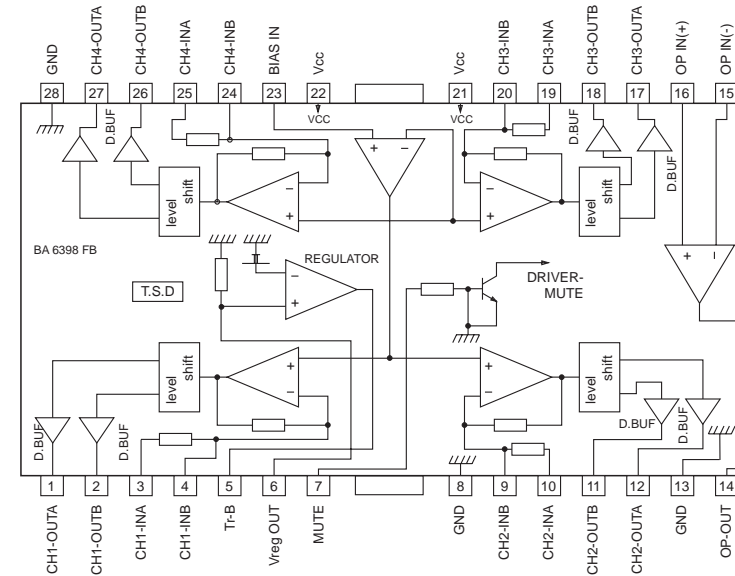 GND
CH4-OUTA
CH4-OUTB
CH4-INA
CH4-INB
BIAS IN
Vcc
Vcc
CH3-INB
CH3-INA
CH3-OUTB
CH3-OUTA
OP IN(+)
OP IN(-)
28
27
26
25
24
23
22
21
20
19
18
17
16
15
VCC
VCC
D.BUF
D.BUF
D.BUF
+
−
+
−
level
shift
−
+
−
+
level
shift
BA 6398 FB
REGULATOR
−
+
T.S.D
DRIVER-
MUTE
level
shift
+
−
+
−
level
shift
D.BUF
D.BUF
D.BUF
D.BUF
1
2
3
4
5
6
7
8
9
10
11
12
13
14
CH1-OUTA
CH1-OUTB
CH1-INA
CH1-INB
Tr-B
Vreg OUT
MUTE
GND
CH2-INB
CH2-INA
CH2-OUTB
CH2-OUTA
GND
OP-OUT